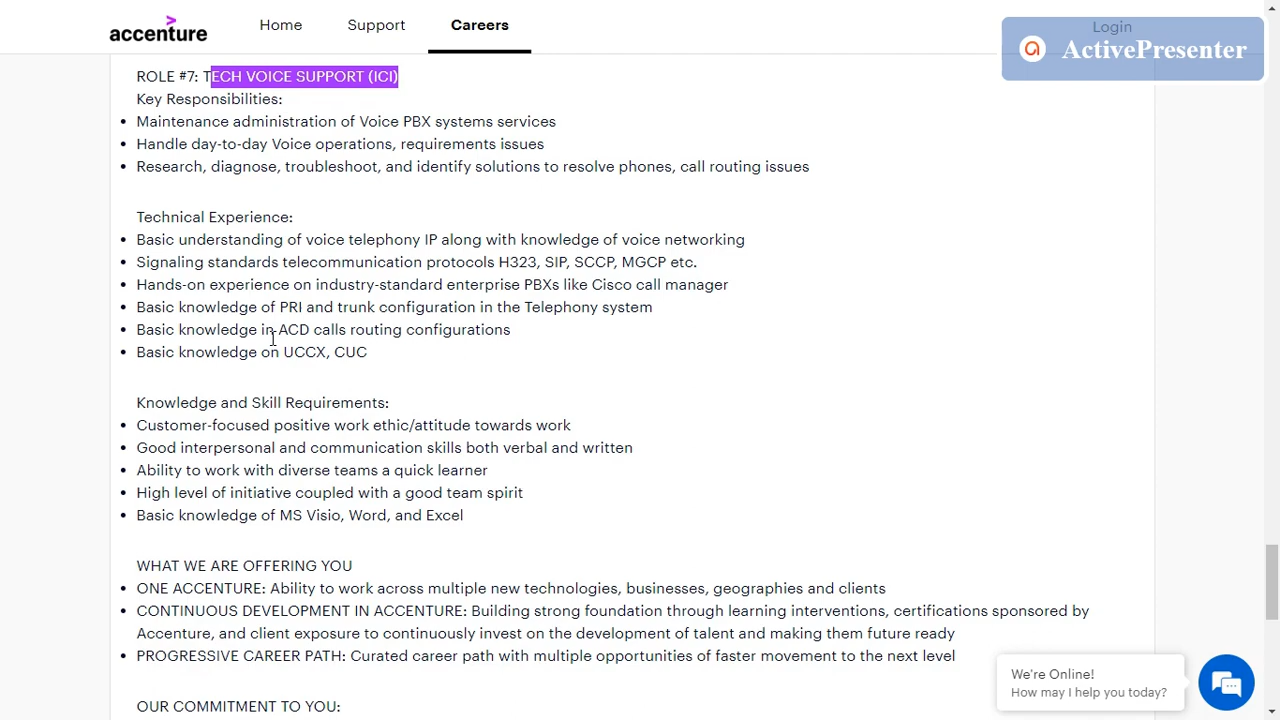 accenture
Home
Support
Careers
Login
ActivePresenter
ROLE #7: TECH VOICE SUPPORT (ICI)
Key Responsibilities:
• Maintenance administration of Voice PBX systems services
• Handle day-to-day Voice operations, requirements issues
• Research, diagnose, troubleshoot, and identify solutions to resolve phones, call routing issues
Technical Experience:
• Basic understanding of voice telephony IP along with knowledge of voice networking
• Signaling standards telecommunication protocols H323, SIP, SCCP, MGCP etc.
• Hands-on experience on industry-standard enterprise PBXs like Cisco call manager
• Basic knowledge of PRI and trunk configuration in the Telephony system
• Basic knowledge in ACD calls routing configurations
• Basic knowledge on UCCX, CUC
Knowledge and Skill Requirements:
• Customer-focused positive work ethic/attitude towards work
• Good interpersonal and communication skills both verbal and written
• Ability to work with diverse teams a quick learner
• High level of initiative coupled with a good team spirit
• Basic knowledge of MS Visio, Word, and Excel
WHAT WE ARE OFFERING YOU
• ONE ACCENTURE: Ability to work across multiple new technologies, businesses, geographies and clients
• CONTINUOUS DEVELOPMENT IN ACCENTURE: Building strong foundation through learning interventions, certifications sponsored by
Accenture, and client exposure to continuously invest on the development of talent and making them future ready
• PROGRESSIVE CAREER PATH: Curated career path with multiple opportunities of faster movement to the next level
We're Online!
How may I help you today?
OUR COMMITMENT TO YOU: